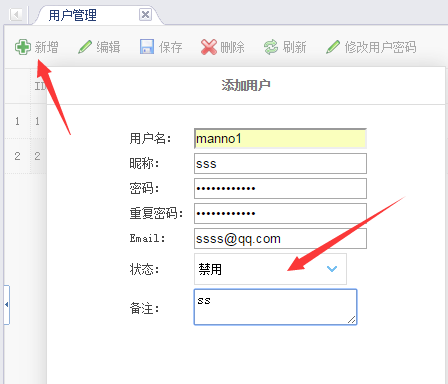 用户管理
新增 编辑 保存 删除 刷新 修改用户密码
添加用户
ID
1 1
2 2
用户名： manno1
昵称： sss
密码： ••••••••••••
重复密码： ••••••••••••
Email： ssss@qq.com
状态： 禁用
备注： ss